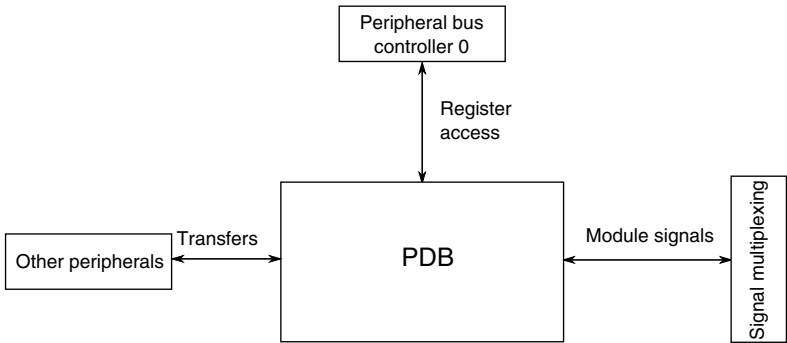 Peripheral bus
controller 0
Register
access
Transfers
Other peripherals
PDB
Module signals
Signal multiplexing